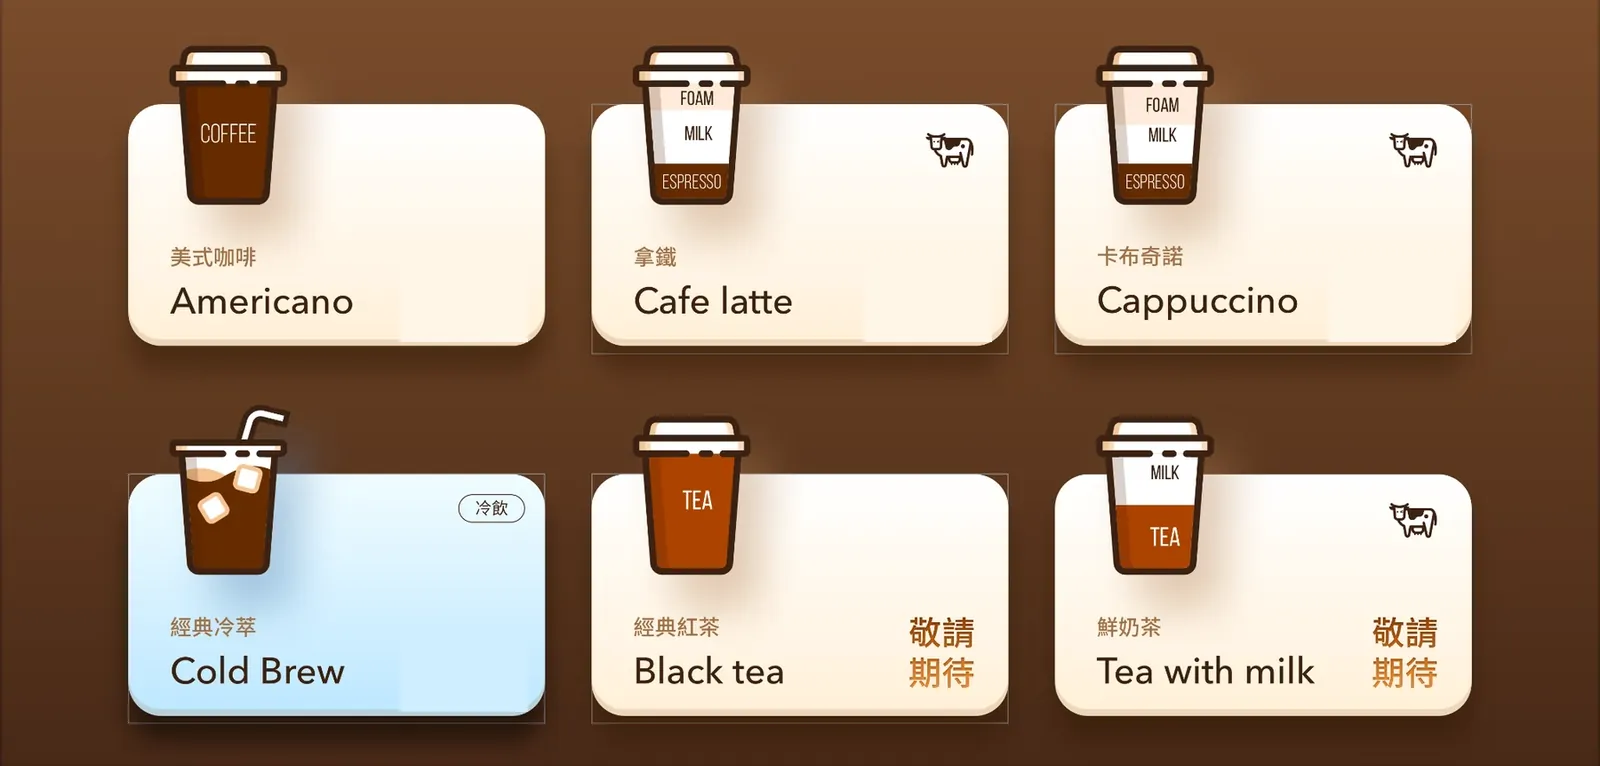 COFFEE
美式咖啡
Americano
FOAM
MILK
ESPRESSO
拿鐵
Cafe latte
FOAM
MILK
ESPRESSO
卡布奇諾
Cappuccino
冷飲
經典冷萃
Cold Brew
TEA
經典紅茶
Black tea
敬請
期待
MILK
TEA
鮮奶茶
Tea with milk
敬請
期待